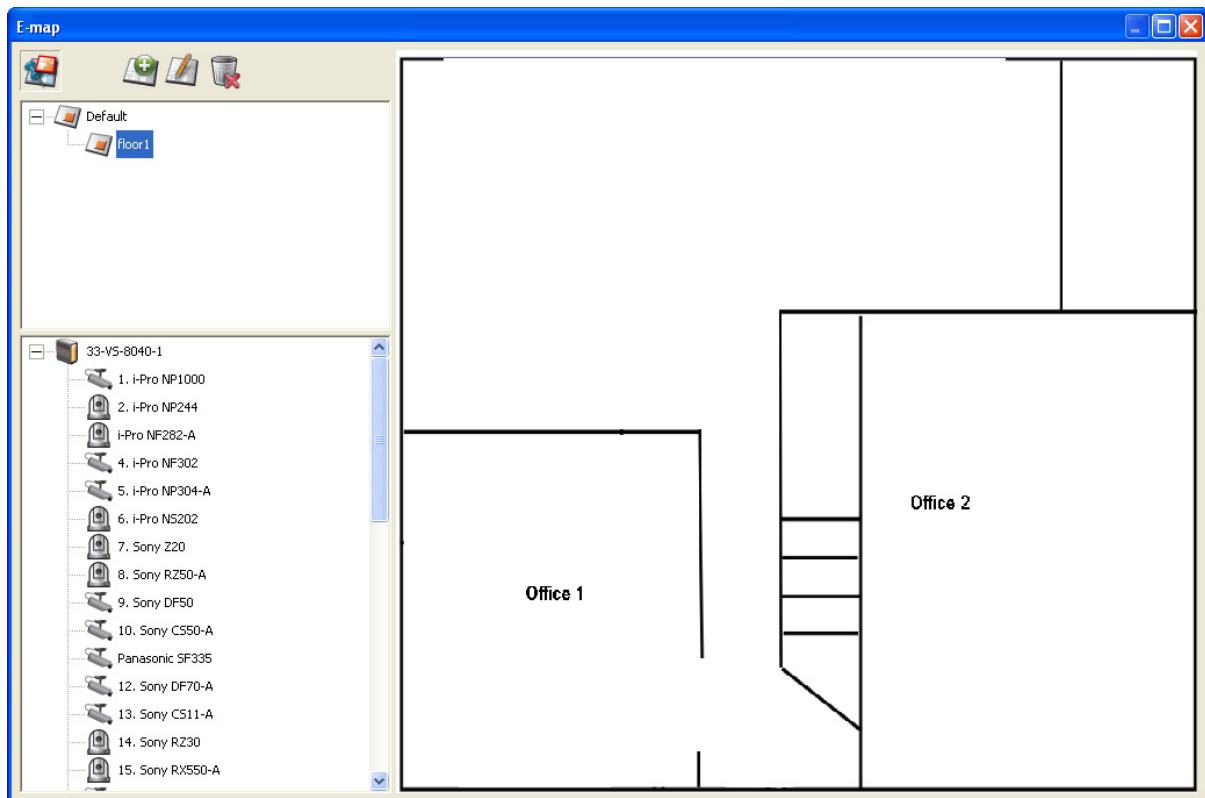 E-map
Default
floor1
33-VS-8040-1
1. i-Pro NP1000
2. i-Pro NP244
i-Pro NF282-A
4. i-Pro NF302
5. i-Pro NP304-A
6. i-Pro NS202
7. Sony Z20
8. Sony RZ50-A
9. Sony DF50
10. Sony CS50-A
Panasonic SF335
12. Sony DF70-A
13. Sony CS11-A
14. Sony RZ30
15. Sony RX550-A
Office 1
Office 2